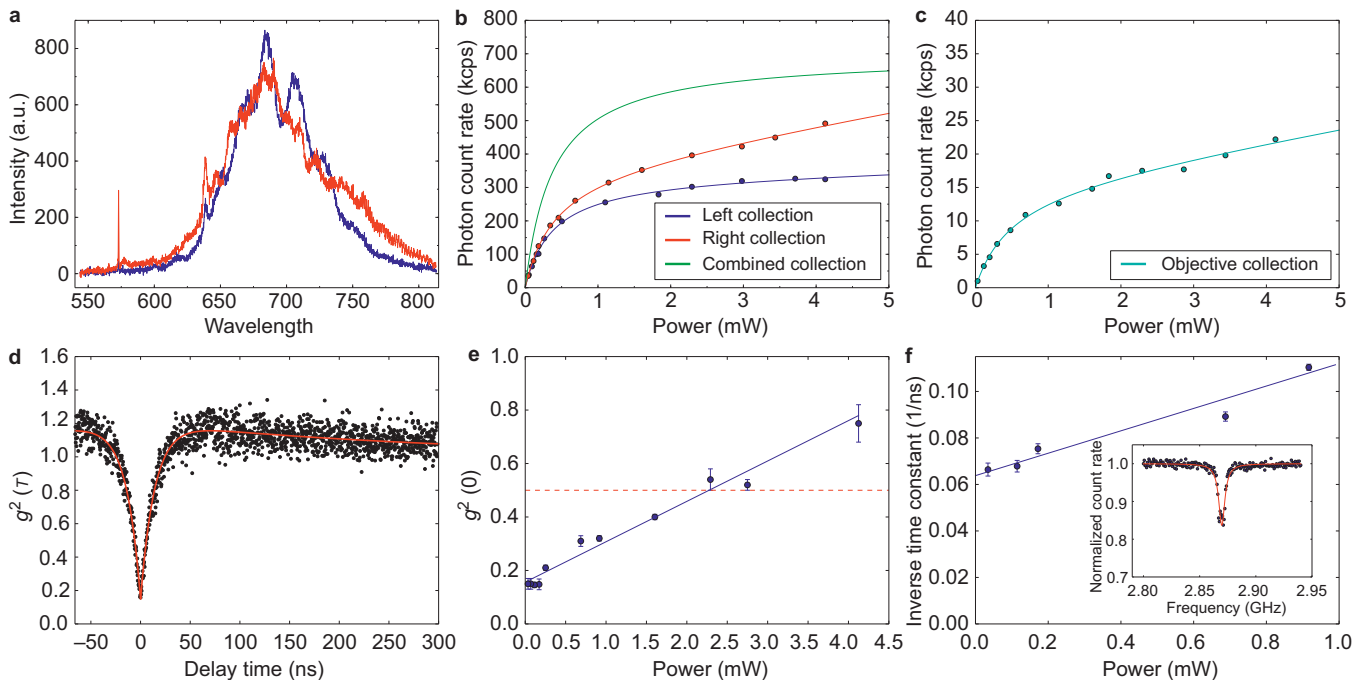 a
Intensity (a.u.)
800
600
400
200
0
550
600
650
700
750
800
Wavelength
b
Photon count rate (kcps)
800
700
600
500
400
300
200
100
0
Left collection
Right collection
Combined collection
0 1 2 3 4 5
Power (mW)
c
Photon count rate (kcps)
40
35
30
25
20
15
10
5
0
Objective collection
0 1 2 3 4 5
Power (mW)
d
g² (τ)
1.6
1.4
1.2
1.0
0.8
0.6
0.4
0.2
0.0
−50 0 50 100 150 200 250 300
Delay time (ns)
e
g² (0)
1.0
0.8
0.6
0.4
0.2
0.0
0.0 0.5 1.0 1.5 2.0 2.5 3.0 3.5 4.0 4.5
Power (mW)
f
Inverse time constant (1/ns)
0.10
0.08
0.06
0.04
0.02
0.00
0.0 0.2 0.4 0.6 0.8 1.0
Power (mW)
Normalized count rate
1.0
0.9
0.8
0.7
2.80 2.85 2.90 2.95
Frequency (GHz)